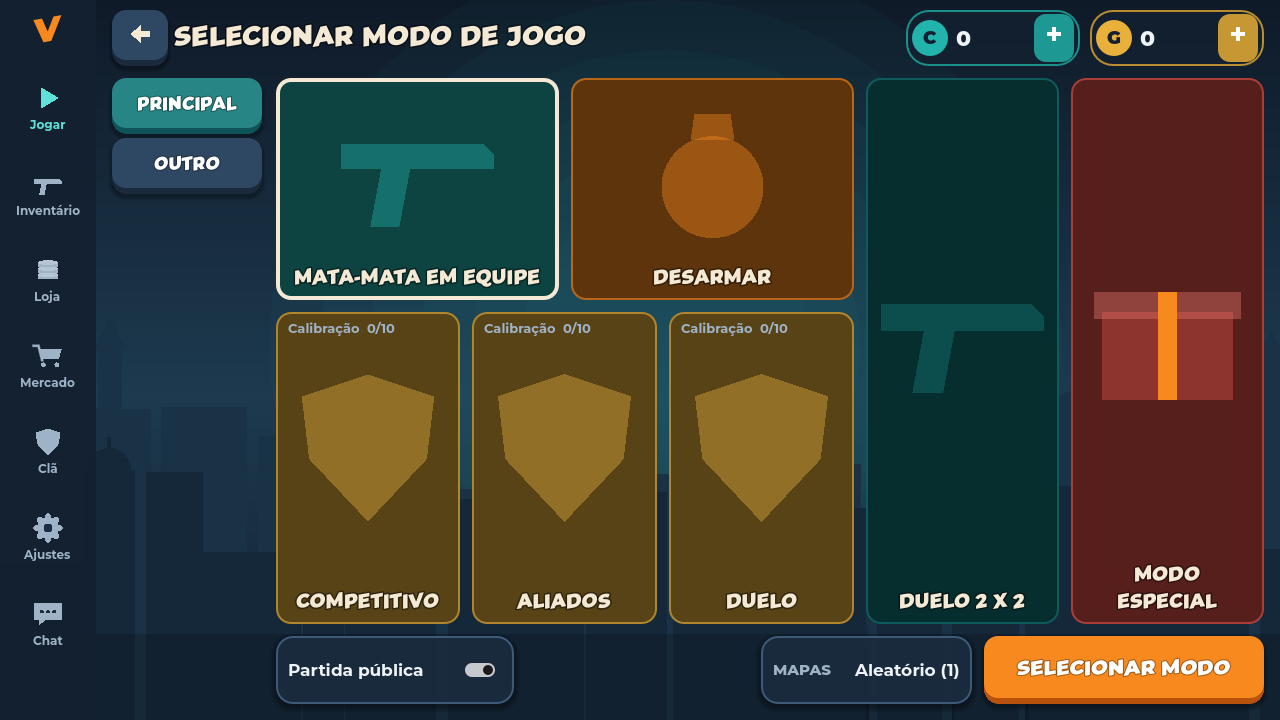 SELECIONAR MODO DE JOGO
C 0 +
G 0 +
Jogar
Inventário
Loja
Mercado
Clã
Ajustes
Chat
PRINCIPAL
OUTRO
MATA-MATA EM EQUIPE
DESARMAR
Calibração 0/10
COMPETITIVO
Calibração 0/10
ALIADOS
Calibração 0/10
DUELO
DUELO 2 X 2
MODO
ESPECIAL
Partida pública
MAPAS Aleatório (1)
SELECIONAR MODO